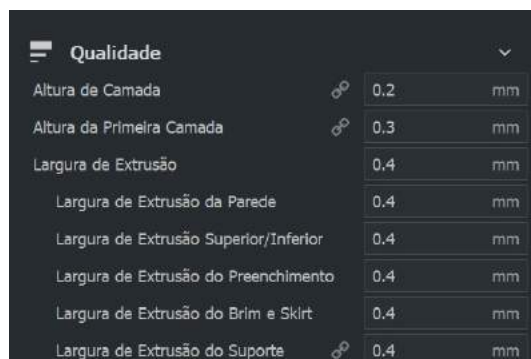 Qualidade
Altura de Camada 0.2 mm
Altura da Primeira Camada 0.3 mm
Largura de Extrusão 0.4 mm
Largura de Extrusão da Parede 0.4 mm
Largura de Extrusão Superior/Inferior 0.4 mm
Largura de Extrusão do Preenchimento 0.4 mm
Largura de Extrusão do Brim e Skirt 0.4 mm
Largura de Extrusão do Suporte 0.4 mm